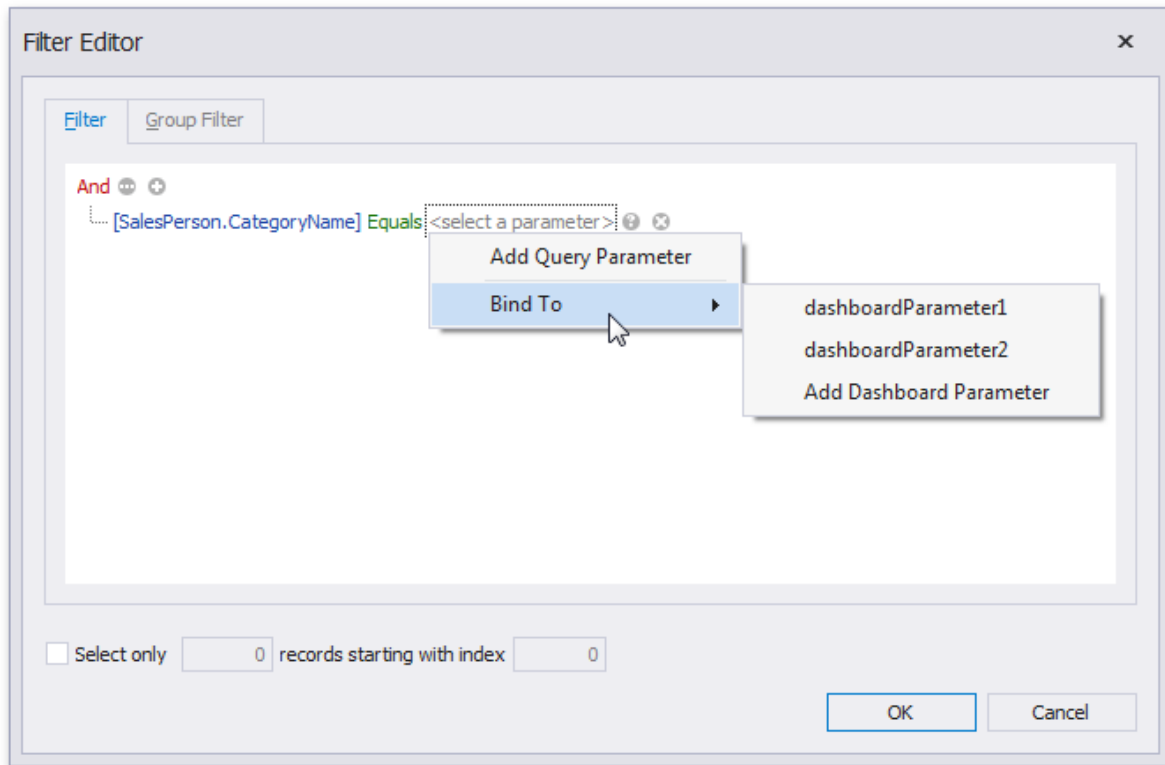 Filter Editor
Filter Group Filter
And
[SalesPerson.CategoryName] Equals <select a parameter>
Add Query Parameter
Bind To
dashboardParameter1
dashboardParameter2
Add Dashboard Parameter
Select only 0 records starting with index 0
OK Cancel